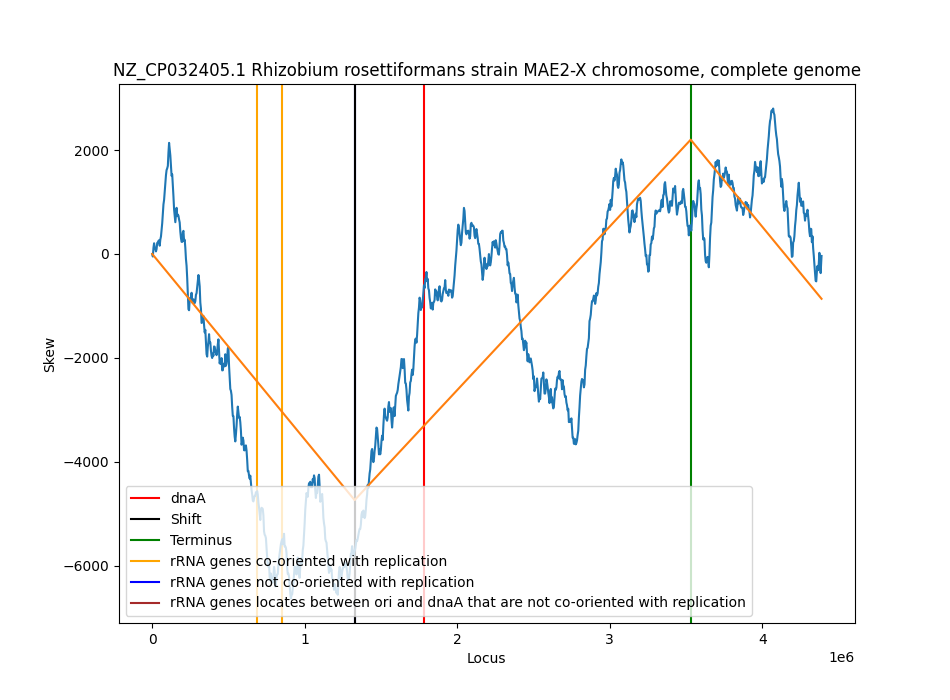 NZ_CP032405.1 Rhizobium rosettiformans strain MAE2-X chromosome, complete genome
Skew
2000
0
−2000
−4000
−6000
dnaA
Shift
Terminus
rRNA genes co-oriented with replication
rRNA genes not co-oriented with replication
rRNA genes locates between ori and dnaA that are not co-oriented with replication
0 1 2 3 4
1e6
Locus